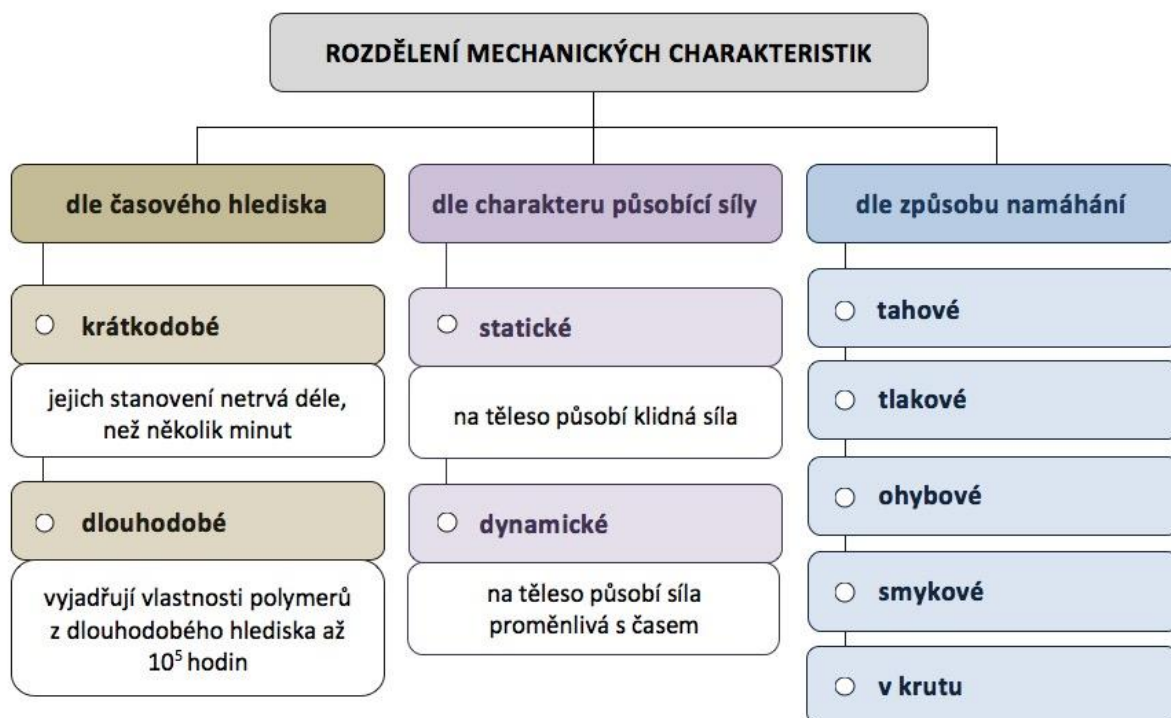 ROZDĚLENÍ MECHANICKÝCH CHARAKTERISTIK
dle časového hlediska
krátkodobé
jejich stanovení netrvá déle,
než několik minut
dlouhodobé
vyjadřují vlastnosti polymerů
z dlouhodobého hlediska až
10⁵ hodin
dle charakteru působící síly
statické
na těleso působí klidná síla
dynamické
na těleso působí síla
proměnlivá s časem
dle způsobu namáhání
tahové
tlakové
ohybové
smykové
v krutu